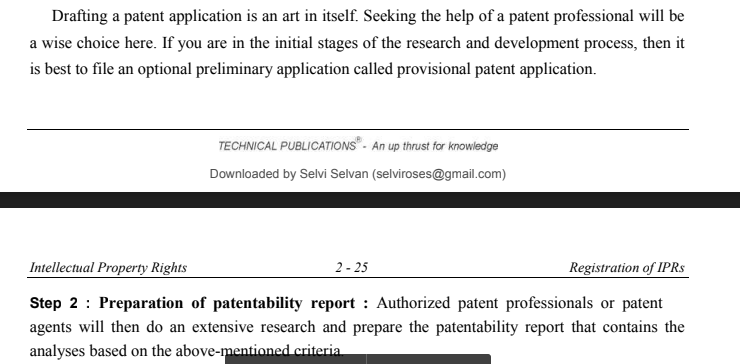 Drafting a patent application is an art in itself. Seeking the help of a patent professional will be
a wise choice here. If you are in the initial stages of the research and development process, then it
is best to file an optional preliminary application called provisional patent application.
TECHNICAL PUBLICATIONS® - An up thrust for knowledge
Downloaded by Selvi Selvan (selviroses@gmail.com)
Intellectual Property Rights 2 - 25 Registration of IPRs
Step 2 : Preparation of patentability report : Authorized patent professionals or patent
agents will then do an extensive research and prepare the patentability report that contains the
analyses based on the above-mentioned criteria.